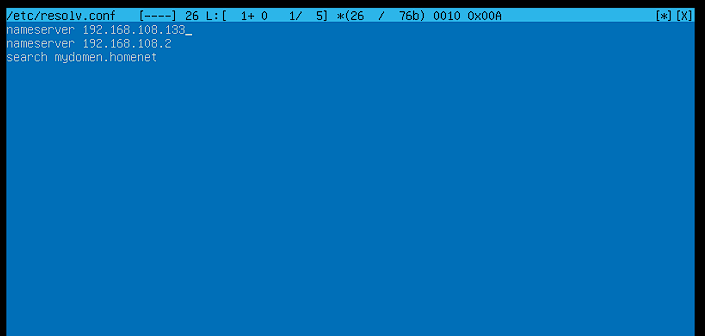 /etc/resolv.conf [----] 26 L:[ 1+ 0 1/ 5] *(26 / 76b) 0010 0x00A [*][X]
nameserver 192.168.108.133
nameserver 192.168.108.2
search mydomen.homenet